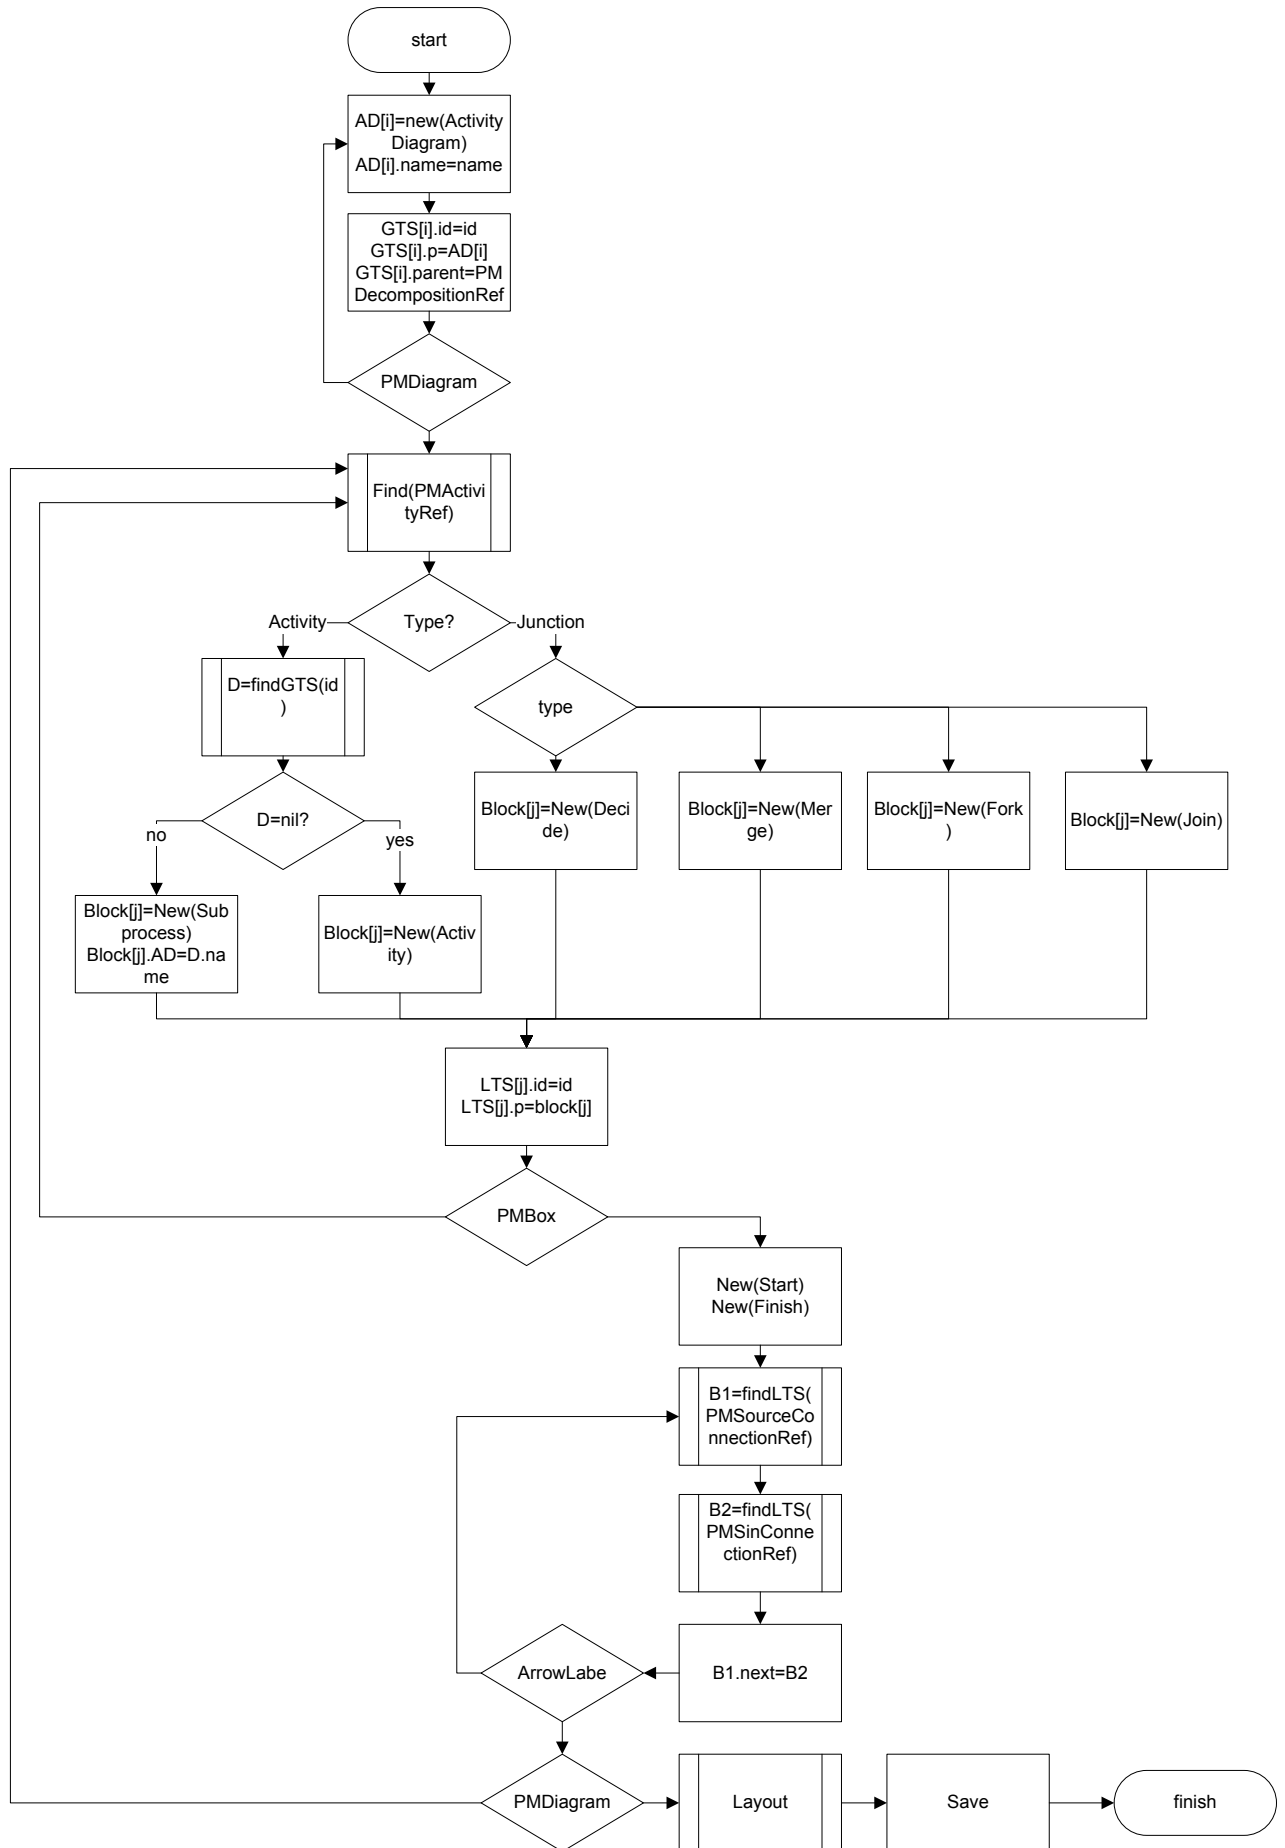 start
AD[i]=new(Activity
Diagram)
AD[i].name=name
GTS[i].id=id
GTS[i].p=AD[i]
GTS[i].parent=PM
DecompositionRef
PMDiagram
Find(PMActivi
tyRef)
Type?
Activity
Junction
D=findGTS(id
)
type
D=nil?
no
yes
Block[j]=New(Deci
de)
Block[j]=New(Mer
ge)
Block[j]=New(Fork
)
Block[j]=New(Join)
Block[j]=New(Sub
process)
Block[j].AD=D.na
me
Block[j]=New(Activ
ity)
LTS[j].id=id
LTS[j].p=block[j]
PMBox
New(Start)
New(Finish)
B1=findLTS(
PMSourceCo
nnectionRef)
B2=findLTS(
PMSinConne
ctionRef)
ArrowLabe
B1.next=B2
PMDiagram
Layout
Save
finish